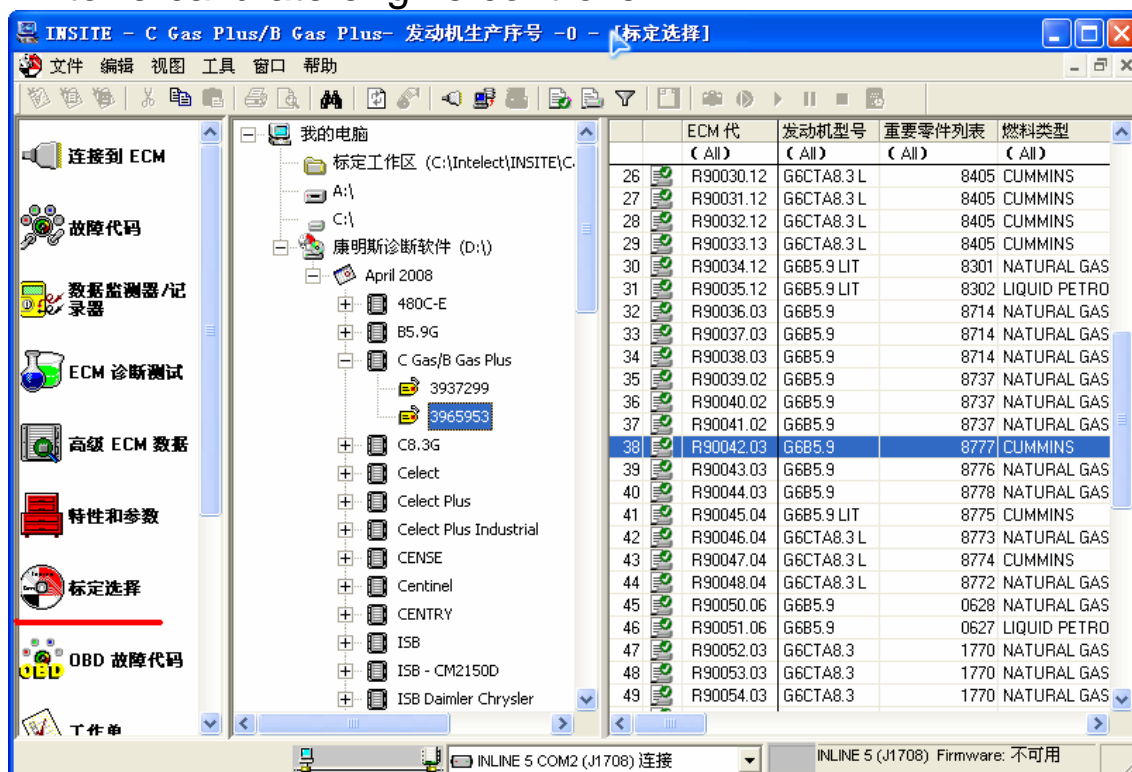 INSITE - C Gas Plus/B Gas Plus- 发动机生产序号 -0 - [标定选择]
文件 编辑 视图 工具 窗口 帮助
连接到 ECM
故障代码
数据监测器/记
录器
ECM 诊断测试
高级 ECM 数据
特性和参数
标定选择
OBD 故障代码
工作单
我的电脑
标定工作区 (C:\Intelect\INSITE\C
A:\
C:\
康明斯诊断软件 (D:\)
April 2008
480C-E
B5.9G
C Gas/B Gas Plus
3937299
3965953
C8.3G
Celect
Celect Plus
Celect Plus Industrial
CENSE
Centinel
CENTRY
ISB
ISB - CM2150D
ISB Daimler Chrysler
ECM 代 发动机型号 重要零件列表 燃料类型
(All) (All) (All) (All)
26 R90030.12 G6CTA8.3 L 8405 CUMMINS
27 R90031.12 G6CTA8.3 L 8405 CUMMINS
28 R90032.12 G6CTA8.3 L 8405 CUMMINS
29 R90033.13 G6CTA8.3 L 8405 CUMMINS
30 R90034.12 G6B5.9 LIT 8301 NATURAL GAS
31 R90035.12 G6B5.9 LIT 8302 LIQUID PETRO
32 R90036.03 G6B5.9 8714 NATURAL GAS
33 R90037.03 G6B5.9 8714 NATURAL GAS
34 R90038.03 G6B5.9 8714 NATURAL GAS
35 R90039.02 G6B5.9 8737 NATURAL GAS
36 R90040.02 G6B5.9 8737 NATURAL GAS
37 R90041.02 G6B5.9 8737 NATURAL GAS
38 R90042.03 G6B5.9 8777 CUMMINS
39 R90043.03 G6B5.9 8776 NATURAL GAS
40 R90044.03 G6B5.9 8778 NATURAL GAS
41 R90045.04 G6B5.9 LIT 8775 CUMMINS
42 R90046.04 G6CTA8.3 L 8773 NATURAL GAS
43 R90047.04 G6CTA8.3 L 8774 CUMMINS
44 R90048.04 G6CTA8.3 L 8772 NATURAL GAS
45 R90050.06 G6B5.9 0628 NATURAL GAS
46 R90051.06 G6B5.9 0627 LIQUID PETRO
47 R90052.03 G6CTA8.3 1770 NATURAL GAS
48 R90053.03 G6CTA8.3 1770 NATURAL GAS
49 R90054.03 G6CTA8.3 1770 NATURAL GAS
INLINE 5 COM2 (J1708) 连接
INLINE 5 (J1708) Firmware: 不可用